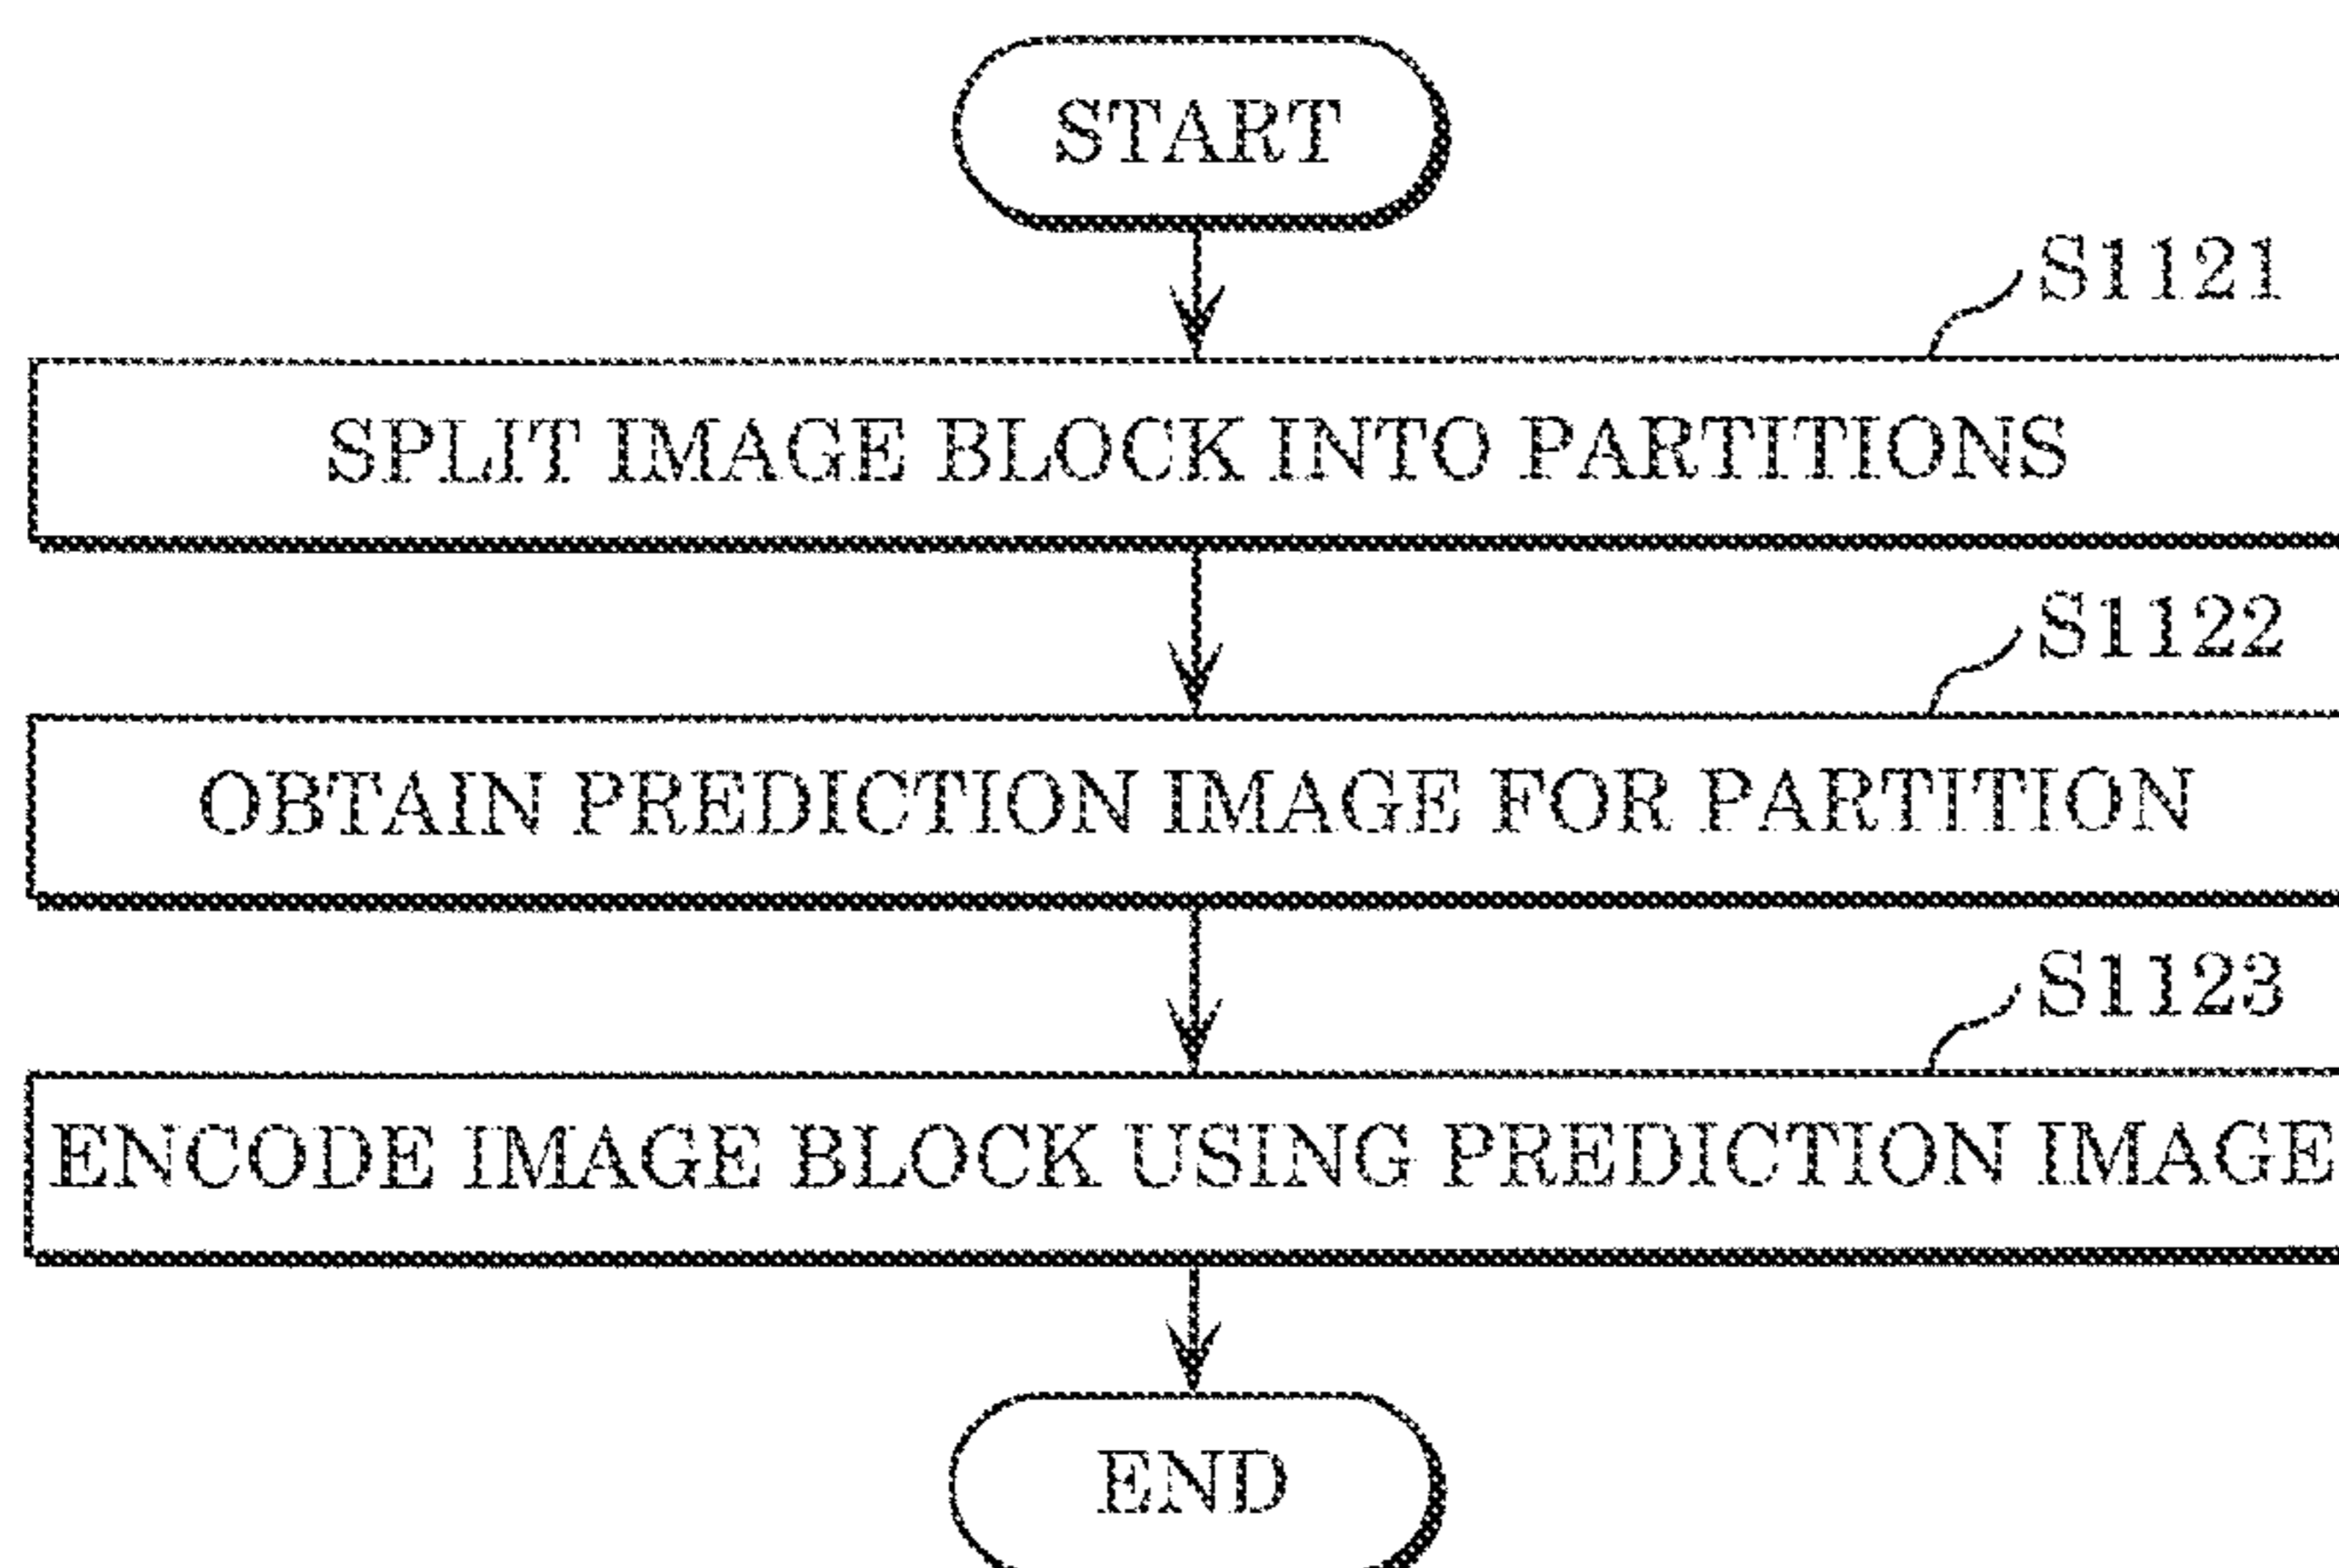 START
S1121
SPLIT IMAGE BLOCK INTO PARTITIONS
S1122
OBTAIN PREDICTION IMAGE FOR PARTITION
S1123
ENCODE IMAGE BLOCK USING PREDICTION IMAGE
END